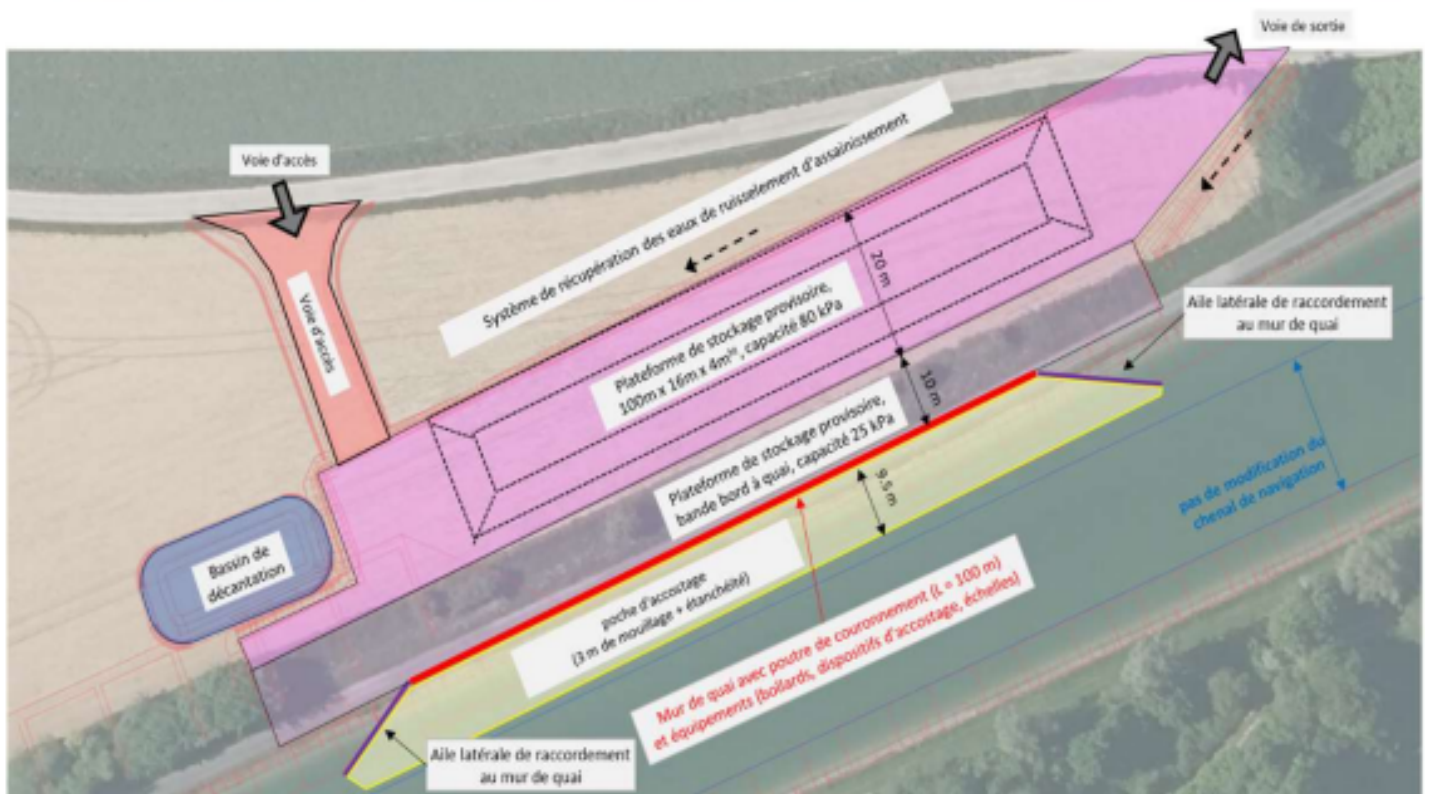 Voie de sortie
Voie d'accès
Système de récupération des eaux de ruisselement d'assainissement
Voie d'accès
20 m
Plateforme de stockage provisoire,
100m x 16m x 4mht, capacité 80 kPa
Aile latérale de raccordement
au mur de quai
10 m
Plateforme de stockage provisoire,
bande bord à quai, capacité 25 kPa
9.5 m
pas de modification du
chenal de navigation
Bassin de
décantation
poche d'accostage
(3 m de mouillage + étanchéité)
Mur de quai avec poutre de couronnement (L = 100 m)
et équipements (bollards, dispositifs d'accostage, échelles)
Aile latérale de raccordement
au mur de quai